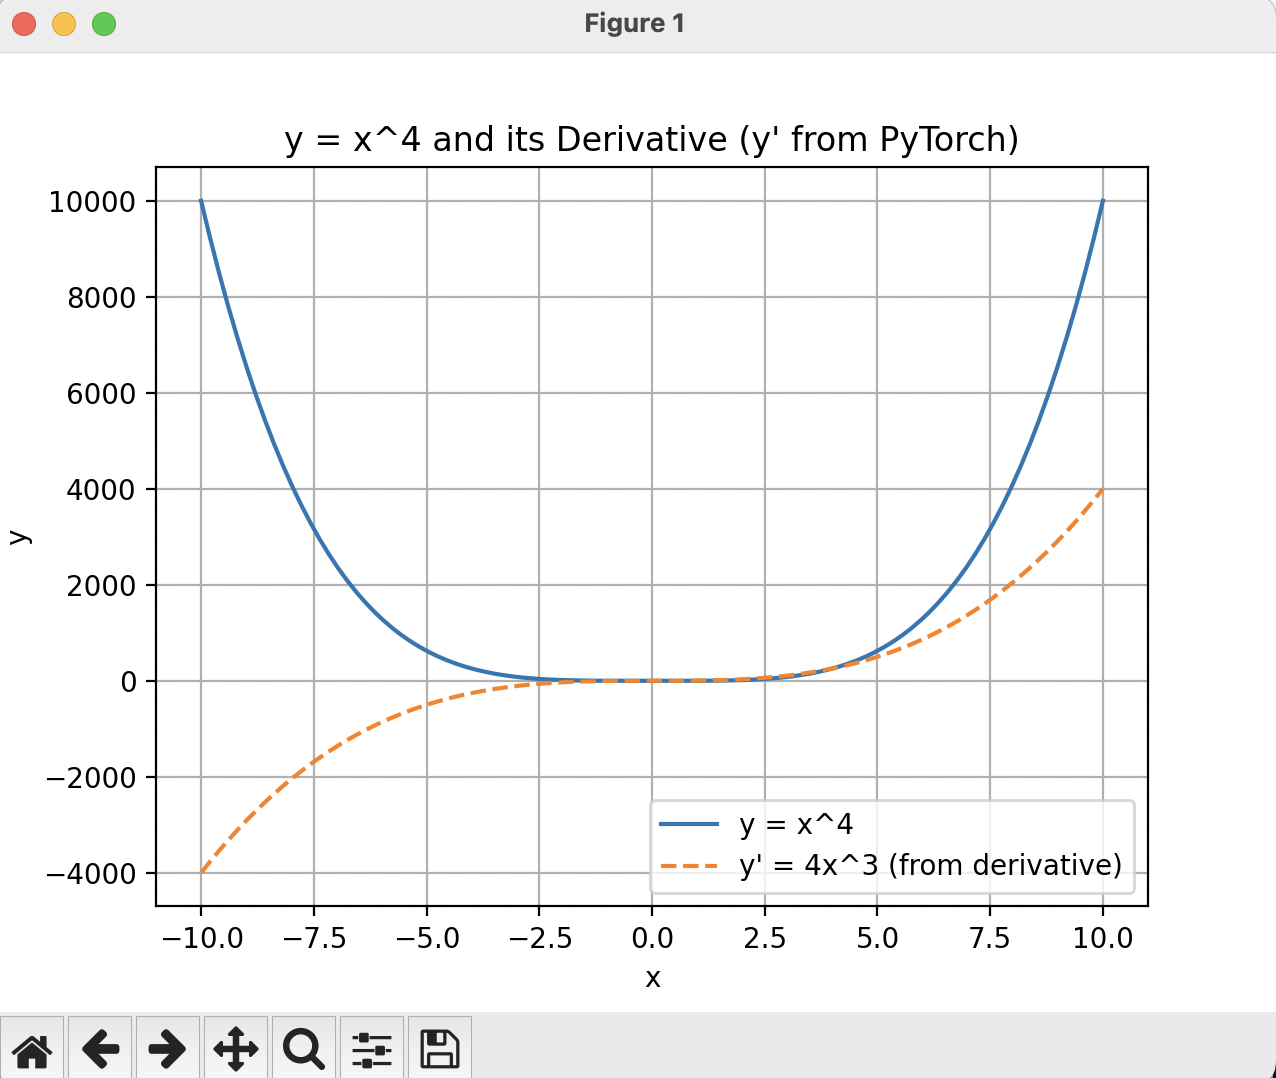 Figure 1
y = x^4 and its Derivative (y' from PyTorch)
10000
8000
6000
4000
2000
0
−2000
−4000
y
y = x^4
y' = 4x^3 (from derivative)
−10.0 −7.5 −5.0 −2.5 0.0 2.5 5.0 7.5 10.0
x